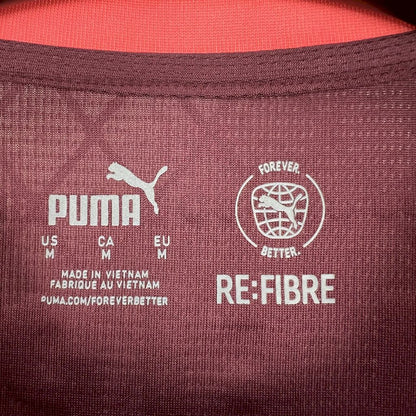 PUMA
US CA EU
M M M
MADE IN VIETNAM
FABRIQUE AU VIETNAM
PUMA.COM/FOREVERBETTER
FOREVER.
BETTER.
RE:FIBRE